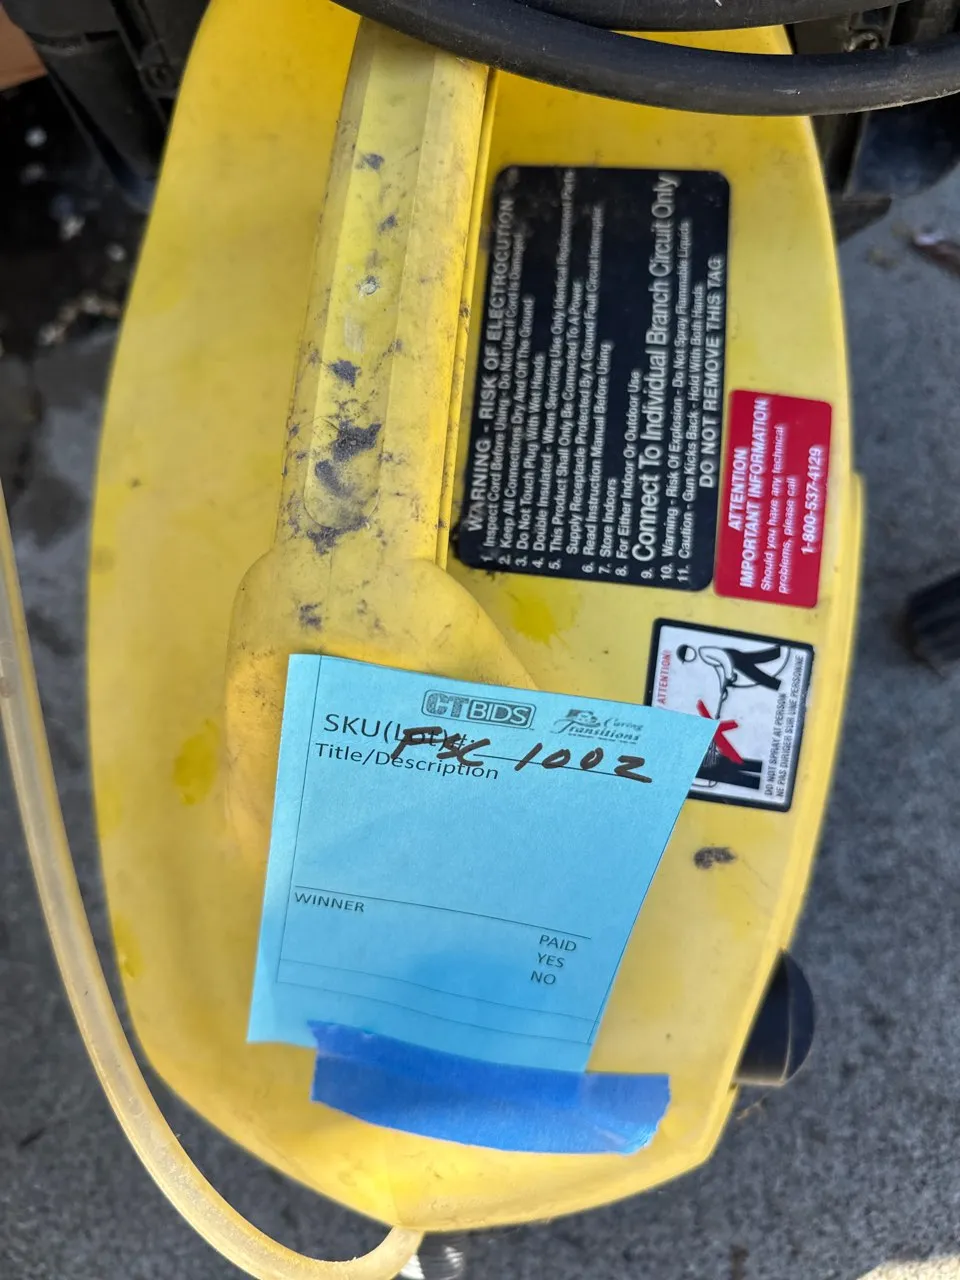 WARNING - RISK OF ELECTROCUTION
1. Inspect Cord Before Using - Do Not Use If Cord Is Damaged
2. Keep All Connections Dry And Off The Ground
3. Do Not Touch Plug With Wet Hands
4. Double Insulated - When Servicing Use Only Identical Replacement Parts
5. This Product Shall Only Be Connected To A Power
Supply Receptacle Protected By A Ground Fault Circuit Interrupter
6. Read Instruction Manual Before Using
7. Store Indoors
8. For Either Indoor Or Outdoor Use
9. Connect To Individual Branch Circuit Only
10. Warning - Risk Of Explosion - Do Not Spray Flammable Liquids
11. Caution - Gun Kicks Back - Hold With Both Hands
DO NOT REMOVE THIS TAG
ATTENTION
IMPORTANT INFORMATION
Should you have any technical
problems, please call
1-800-537-4129
ATTENTION!
DO NOT SPRAY AT PERSON
NE PAS DIRIGER SUR UNE PERSONNE
CTBIDS
Caring Transitions
SKU(Lot)#:
1002
Title/Description
WINNER
PAID
YES
NO